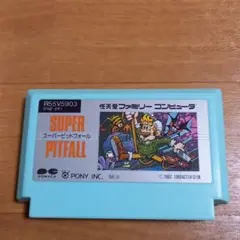 R55V5903
任天堂 ファミリー コンピュータ
SUPER
スーパーピットフォール
PITFALL
PONY INC.